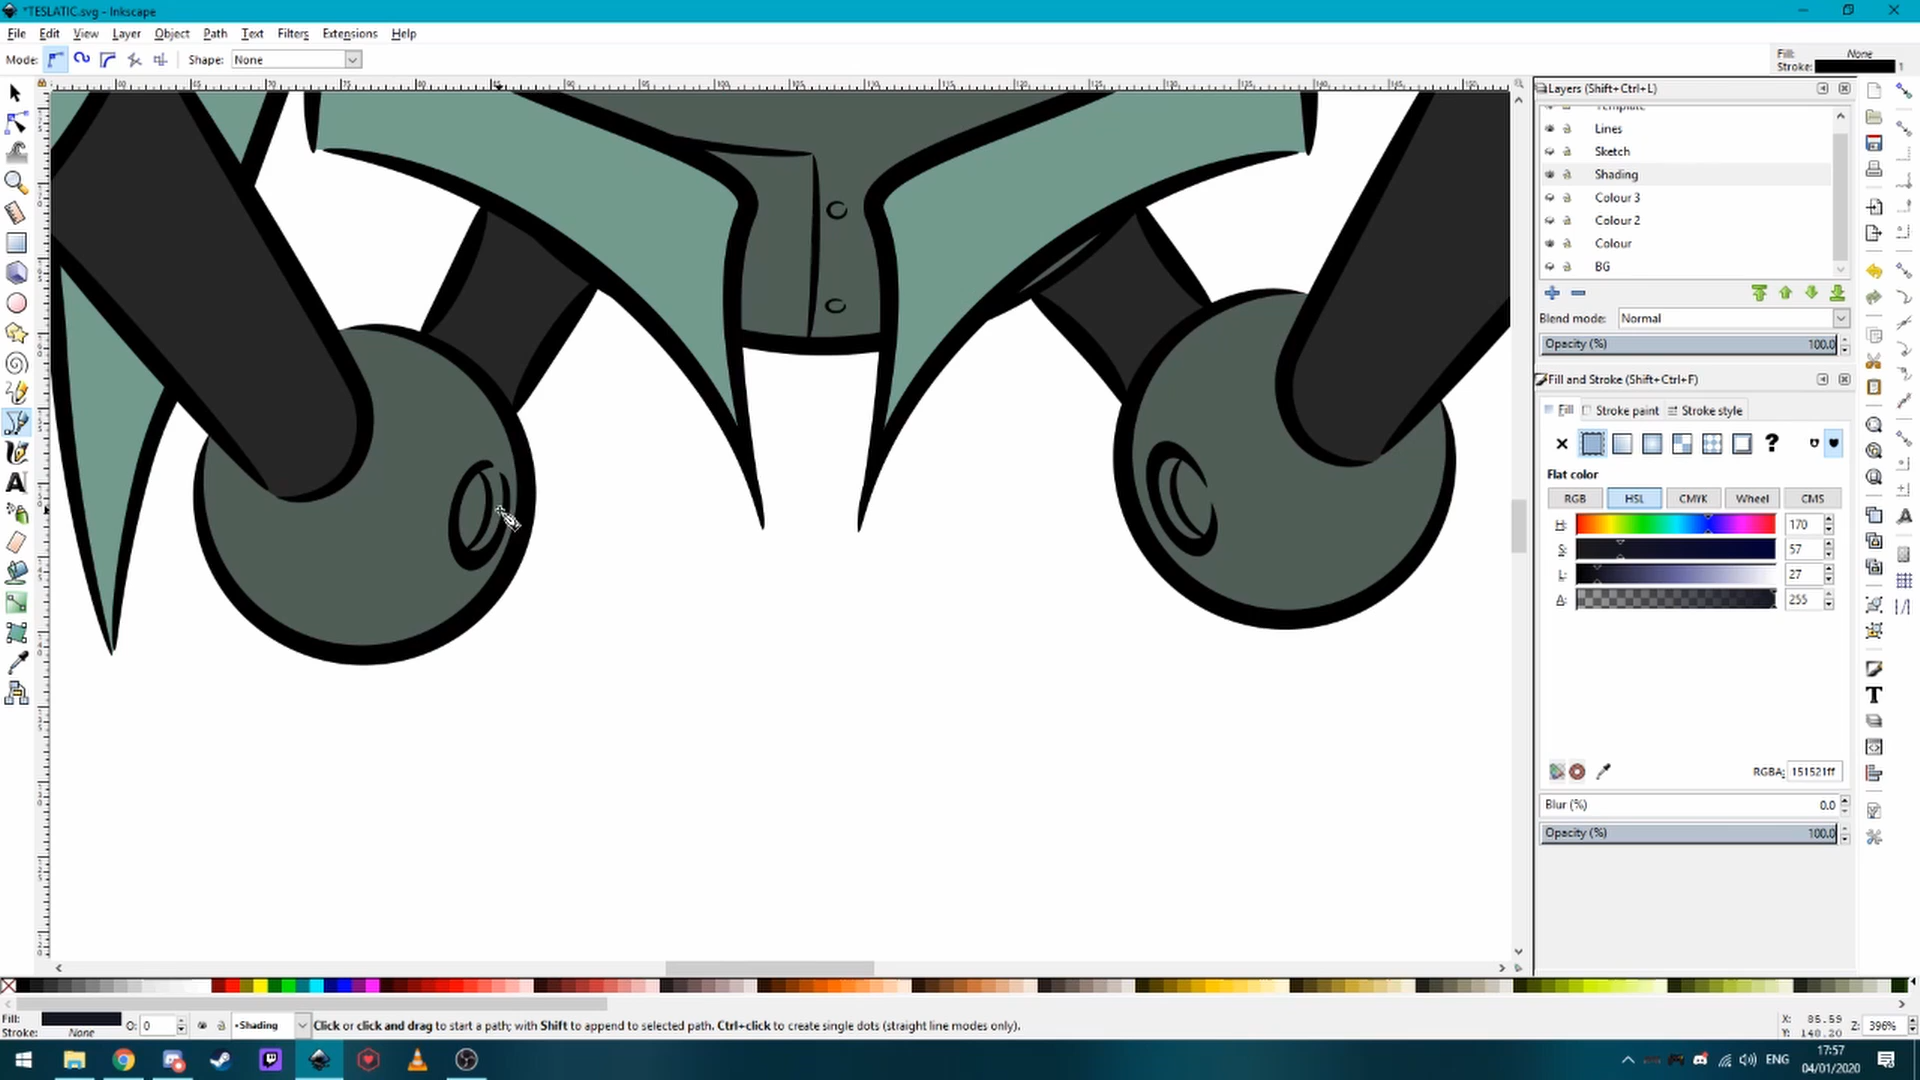 *TESLATIC.svg - Inkscape
File Edit View Layer Object Path Text Filters Extensions Help
Mode: Shape: None
Fill: None
Stroke: 1
Layers (Shift+Ctrl+L)
Template
Lines
Sketch
Shading
Colour 3
Colour 2
Colour
BG
Blend mode: Normal
Opacity (%) 100.0
Fill and Stroke (Shift+Ctrl+F)
Fill Stroke paint Stroke style
Flat color
RGB HSL CMYK Wheel CMS
H: 170
S: 57
L: 27
A: 255
RGBA: 151521ff
Blur (%) 0.0
Opacity (%) 100.0
Fill:
Stroke: None
O: 0
•Shading
Click or click and drag to start a path; with Shift to append to selected path. Ctrl+click to create single dots (straight line modes only).
X: 85.59
Y: 148.20
Z: 396%
ENG
17:57
04/01/2020